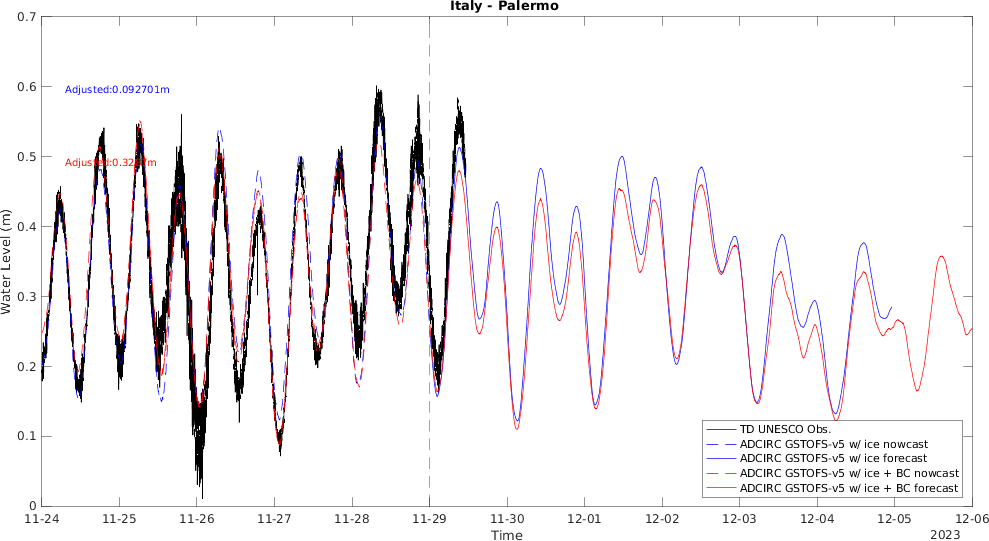 Italy - Palermo
Water Level (m)
0.7
0.6
0.5
0.4
0.3
0.2
0.1
0
Adjusted:0.092701m
TD UNESCO Obs.
ADCIRC GSTOFS-v5 w/ ice nowcast
ADCIRC GSTOFS-v5 w/ ice forecast
ADCIRC GSTOFS-v5 w/ ice + BC nowcast
ADCIRC GSTOFS-v5 w/ ice + BC forecast
11-24 11-25 11-26 11-27 11-28 11-29 11-30 12-01 12-02 12-03 12-04 12-05 12-06
Time
2023